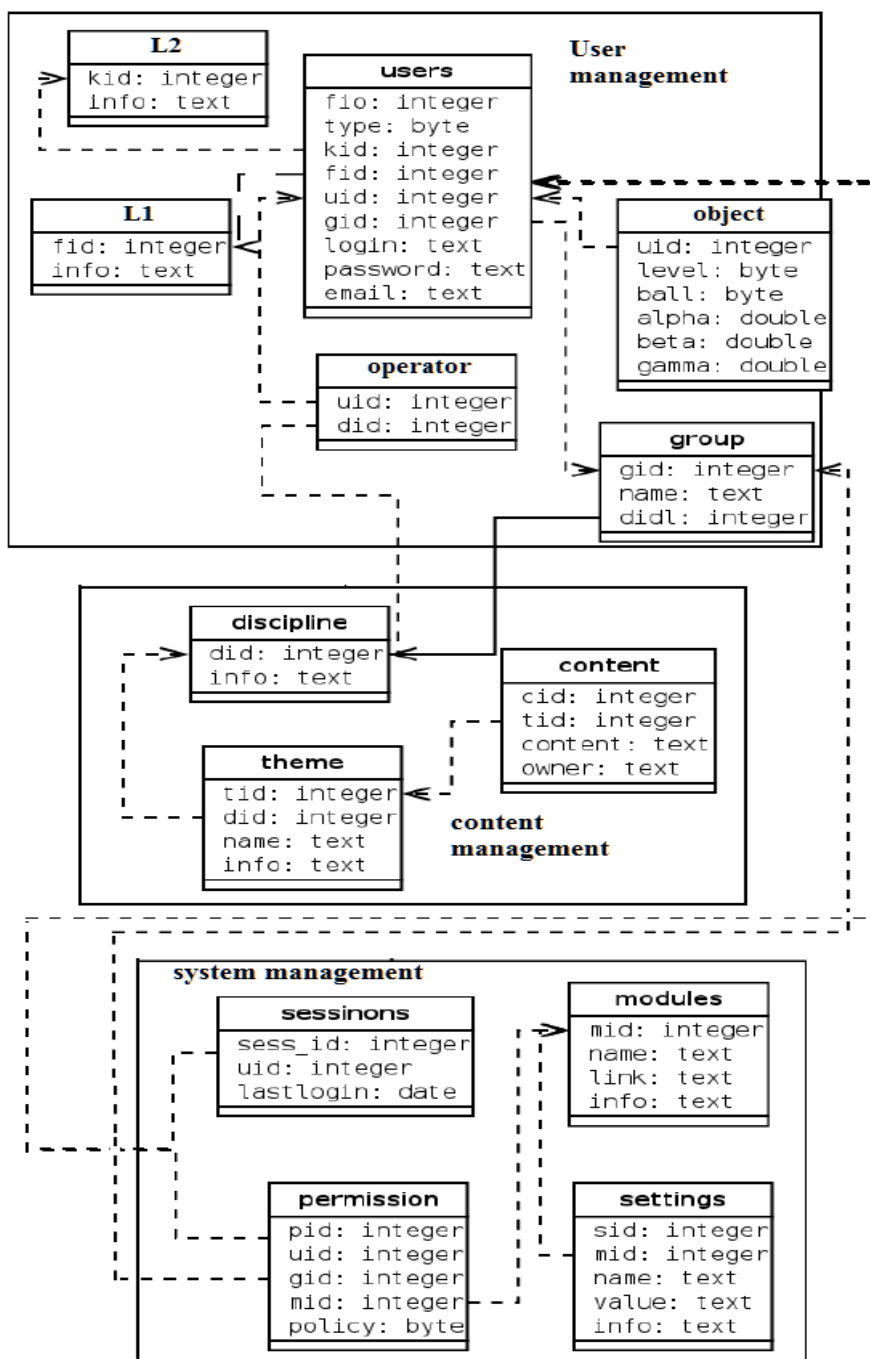 L2
kid: integer
info: text
users
fio: integer
type: byte
kid: integer
fid: integer
uid: integer
gid: integer
login: text
password: text
email: text
User
management
L1
fid: integer
info: text
object
uid: integer
level: byte
ball: byte
alpha: double
beta: double
gamma: double
operator
uid: integer
did: integer
group
gid: integer
name: text
didl: integer
discipline
did: integer
info: text
content
cid: integer
tid: integer
content: text
owner: text
theme
tid: integer
did: integer
name: text
info: text
content
management
system management
sessinons
sess_id: integer
uid: integer
lastlogin: date
modules
mid: integer
name: text
link: text
info: text
permission
pid: integer
uid: integer
gid: integer
mid: integer
policy: byte
settings
sid: integer
mid: integer
name: text
value: text
info: text